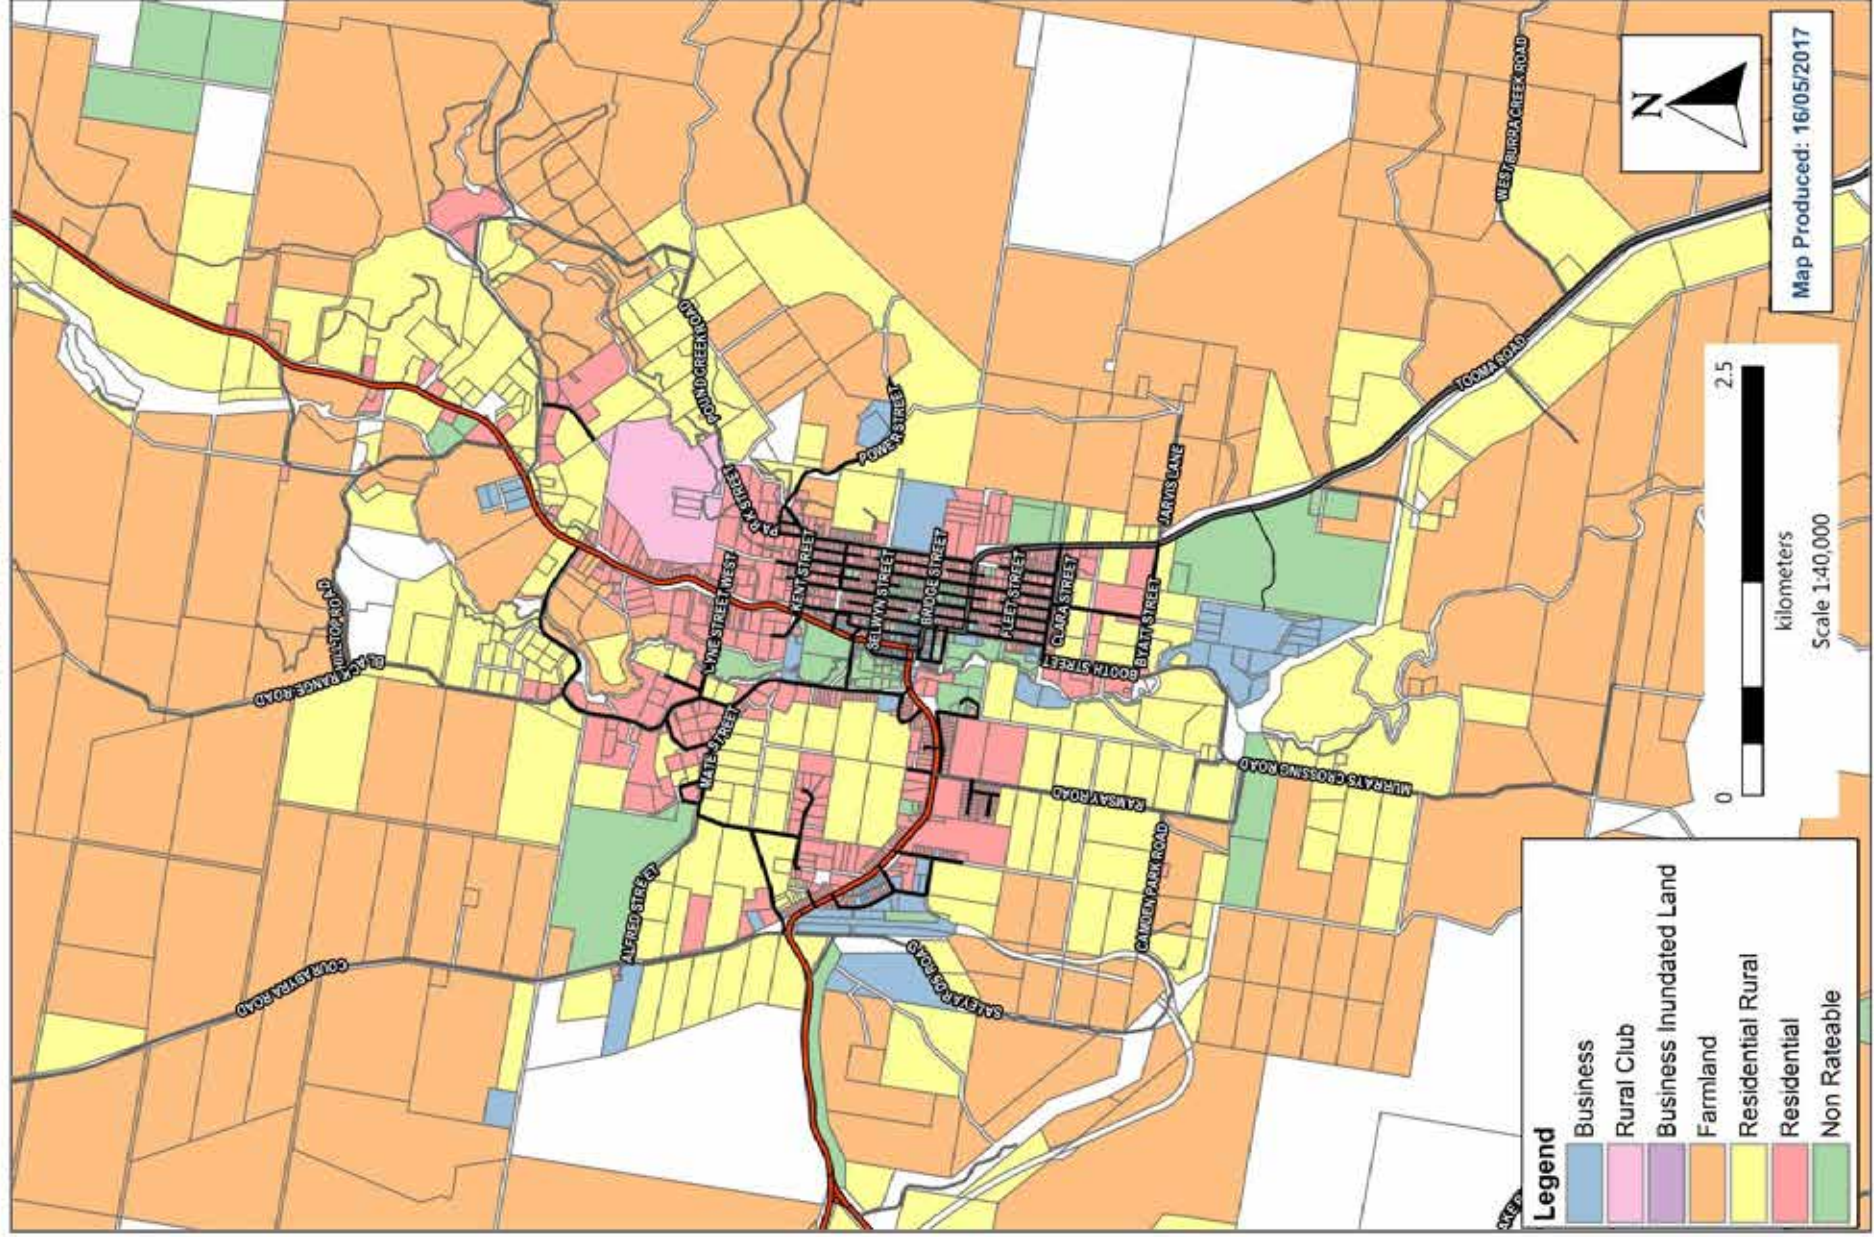 HILLTOP ROAD
BLACK RANGE ROAD
COURABYRA ROAD
ALFRED STREET
MATE STREET
LYNE STREET WEST
PARK STREET
POUNDCREEK ROAD
POWER STREET
KENT STREET
SELWYN STREET
BRIDGE STREET
FLEET STREET
CLARA STREET
BOOTH STREET
BYATT STREET
JARVIS LANE
TOOMA ROAD
WEST BURRA CREEK ROAD
RAMSAY ROAD
MURRAYS CROSSING ROAD
CAMDEN PARK ROAD
SALEYARDS ROAD
N
Map Produced: 16/05/2017
0
2.5
kilometers
Scale 1:40,000
Legend
Business
Rural Club
Business Inundated Land
Farmland
Residential Rural
Residential
Non Rateable